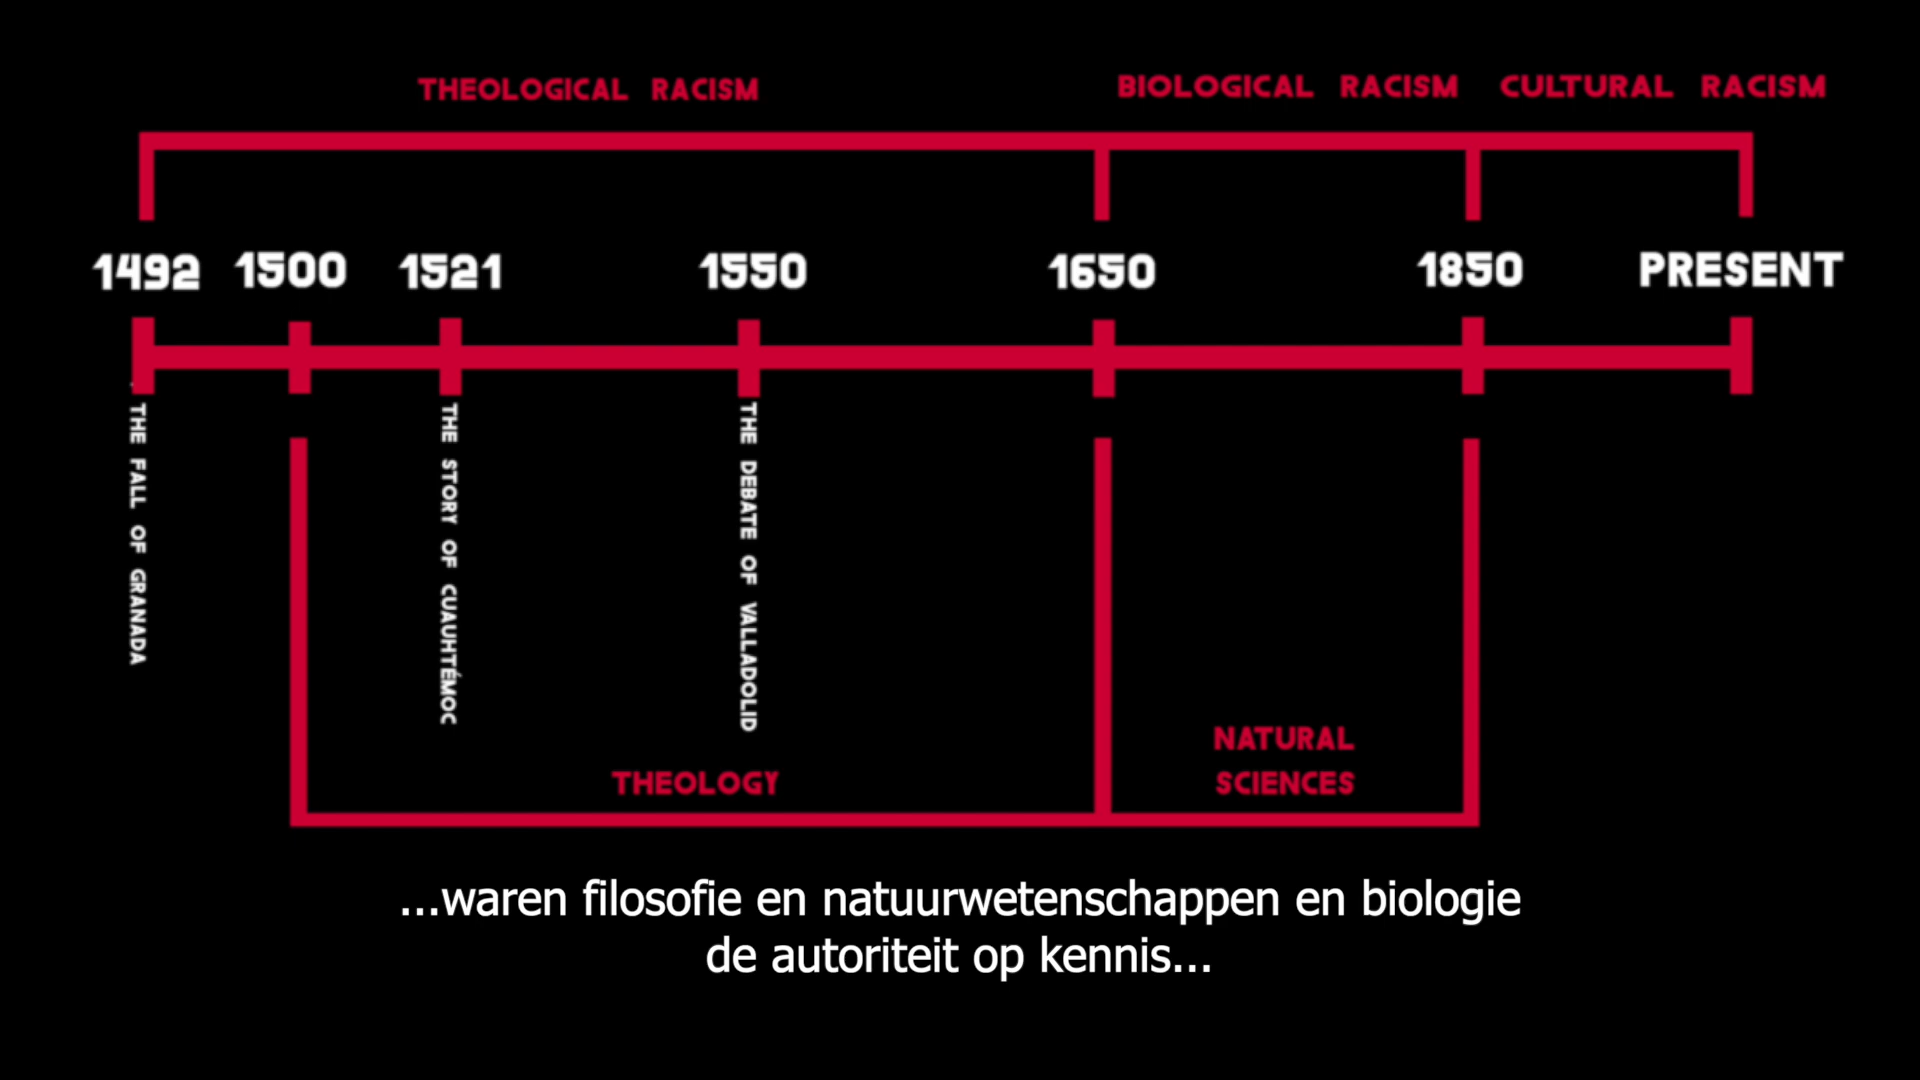 THEOLOGICAL RACISM
BIOLOGICAL RACISM
CULTURAL RACISM
1492
1500
1521
1550
1650
1850
PRESENT
THE FALL OF GRANADA
THE STORY OF CUAUHTÉMOC
THE DEBATE OF VALLADOLID
THEOLOGY
NATURAL
SCIENCES
...waren filosofie en natuurwetenschappen en biologie
de autoriteit op kennis...